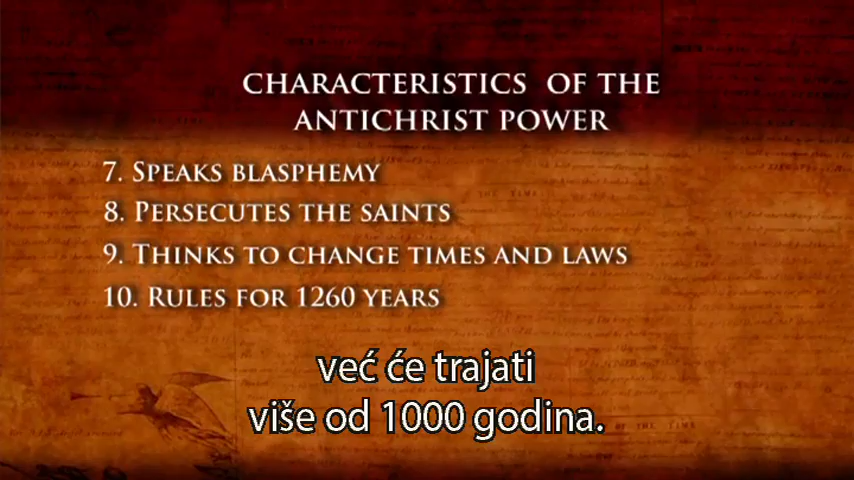 CHARACTERISTICS OF THE
ANTICHRIST POWER
7. SPEAKS BLASPHEMY
8. PERSECUTES THE SAINTS
9. THINKS TO CHANGE TIMES AND LAWS
10. RULES FOR 1260 YEARS
već će trajati
više od 1000 godina.